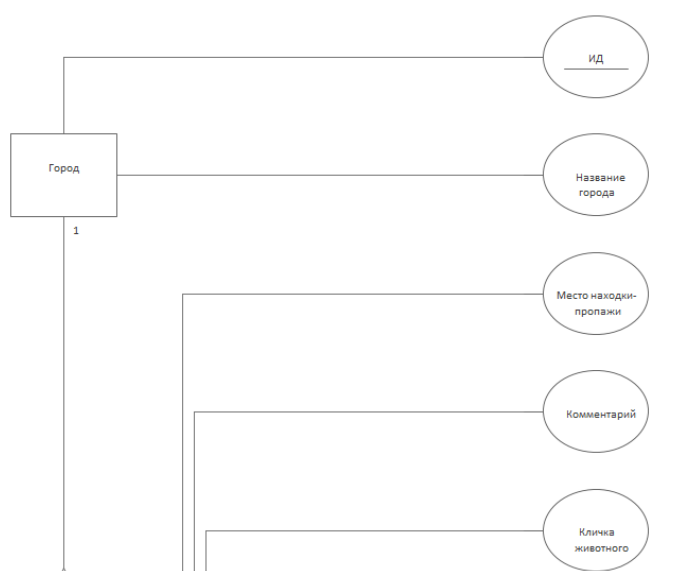 ИД
Город
Название
города
1
Место находки-
пропажи
Комментарий
Кличка
животного